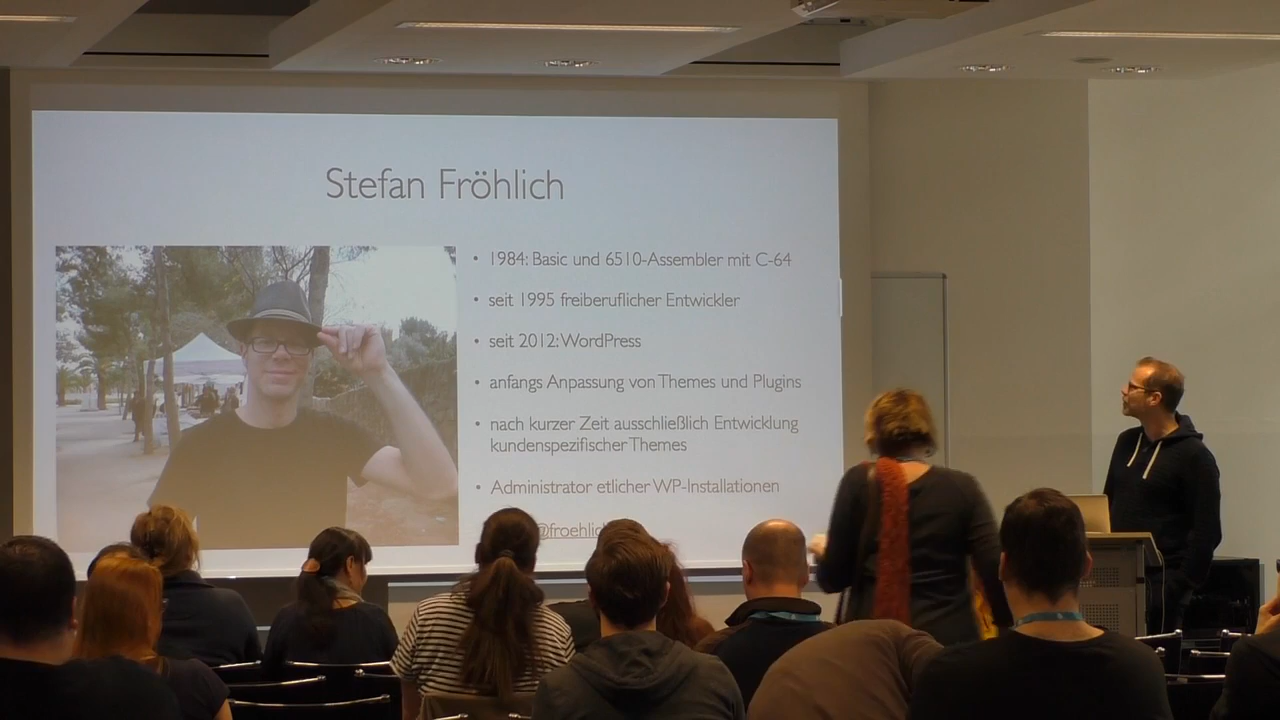 Stefan Fröhlich
• 1984: Basic und 6510-Assembler mit C-64
• seit 1995 freiberuflicher Entwickler
• seit 2012: WordPress
• anfangs Anpassung von Themes und Plugins
• nach kurzer Zeit ausschließlich Entwicklung
kundenspezifischer Themes
• Administrator etlicher WP-Installationen